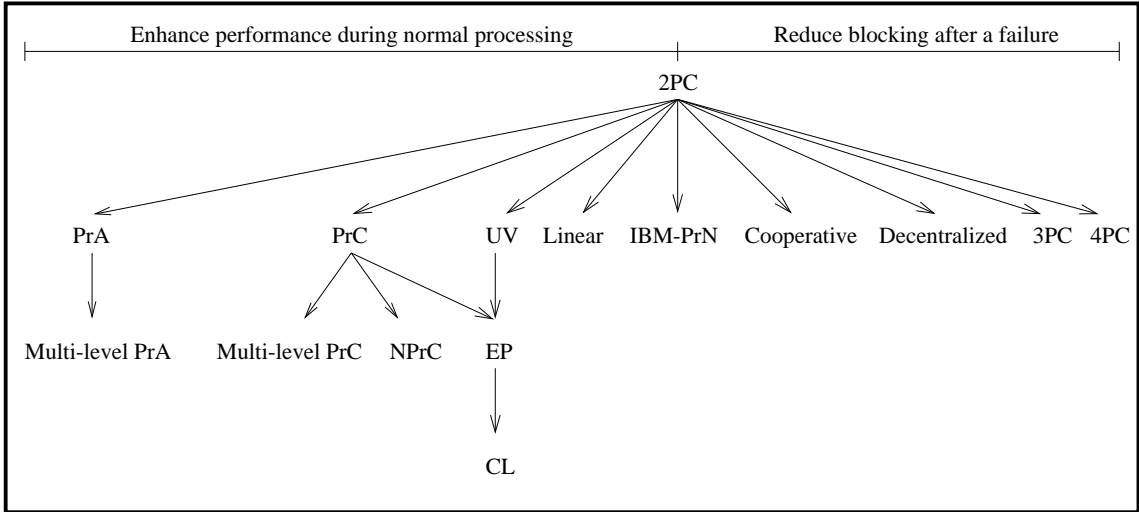 Enhance performance during normal processing Reduce blocking after a failure
2PC
PrA PrC UV Linear IBM-PrN Cooperative Decentralized 3PC 4PC
Multi-level PrA Multi-level PrC NPrC EP
CL